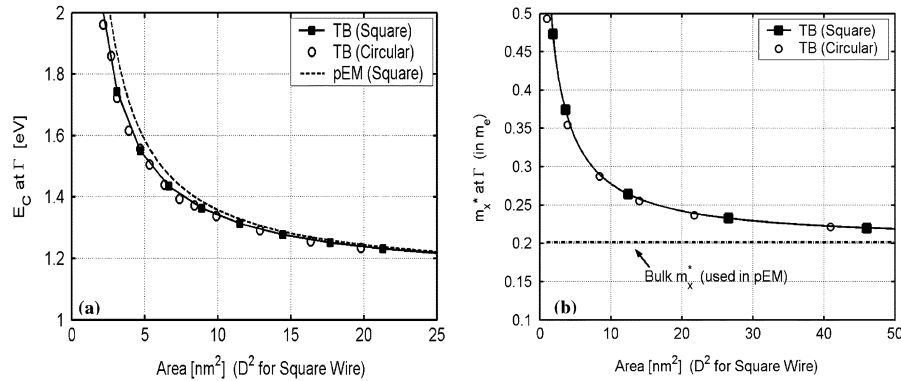 2
1.8
1.6
1.4
1.2
1
0
5
10
15
20
25
E_C at Γ [eV]
Area [nm²] (D² for Square Wire)
TB (Square)
TB (Circular)
pEM (Square)
(a)
0.5
0.45
0.4
0.35
0.3
0.25
0.2
0.15
0.1
0
10
20
30
40
50
m_x* at Γ (in m_e)
Area [nm²] (D² for Square Wire)
TB (Square)
TB (Circular)
Bulk m_x* (used in pEM)
(b)